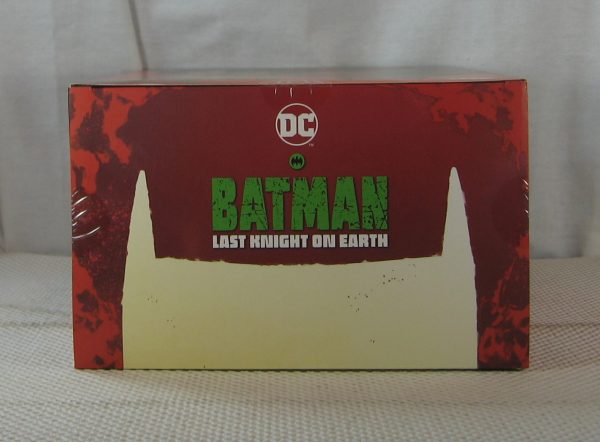 DC
BATMAN
LAST KNIGHT ON EARTH